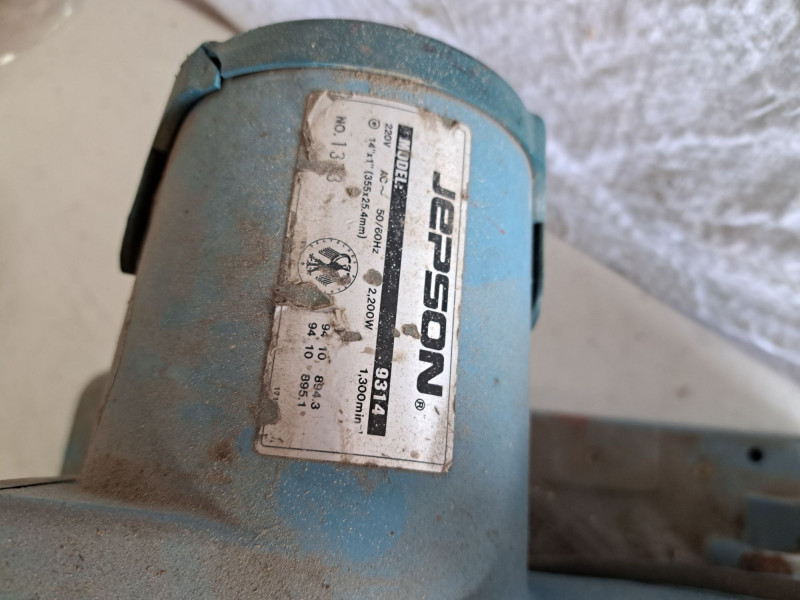 JEPSON®
MODEL: 9314
220V AC~ 50/60Hz 2,200W 1,300min⁻¹
14"x1" (355x25.4mm)
NO.
94 10 894.3
94 10 895.1